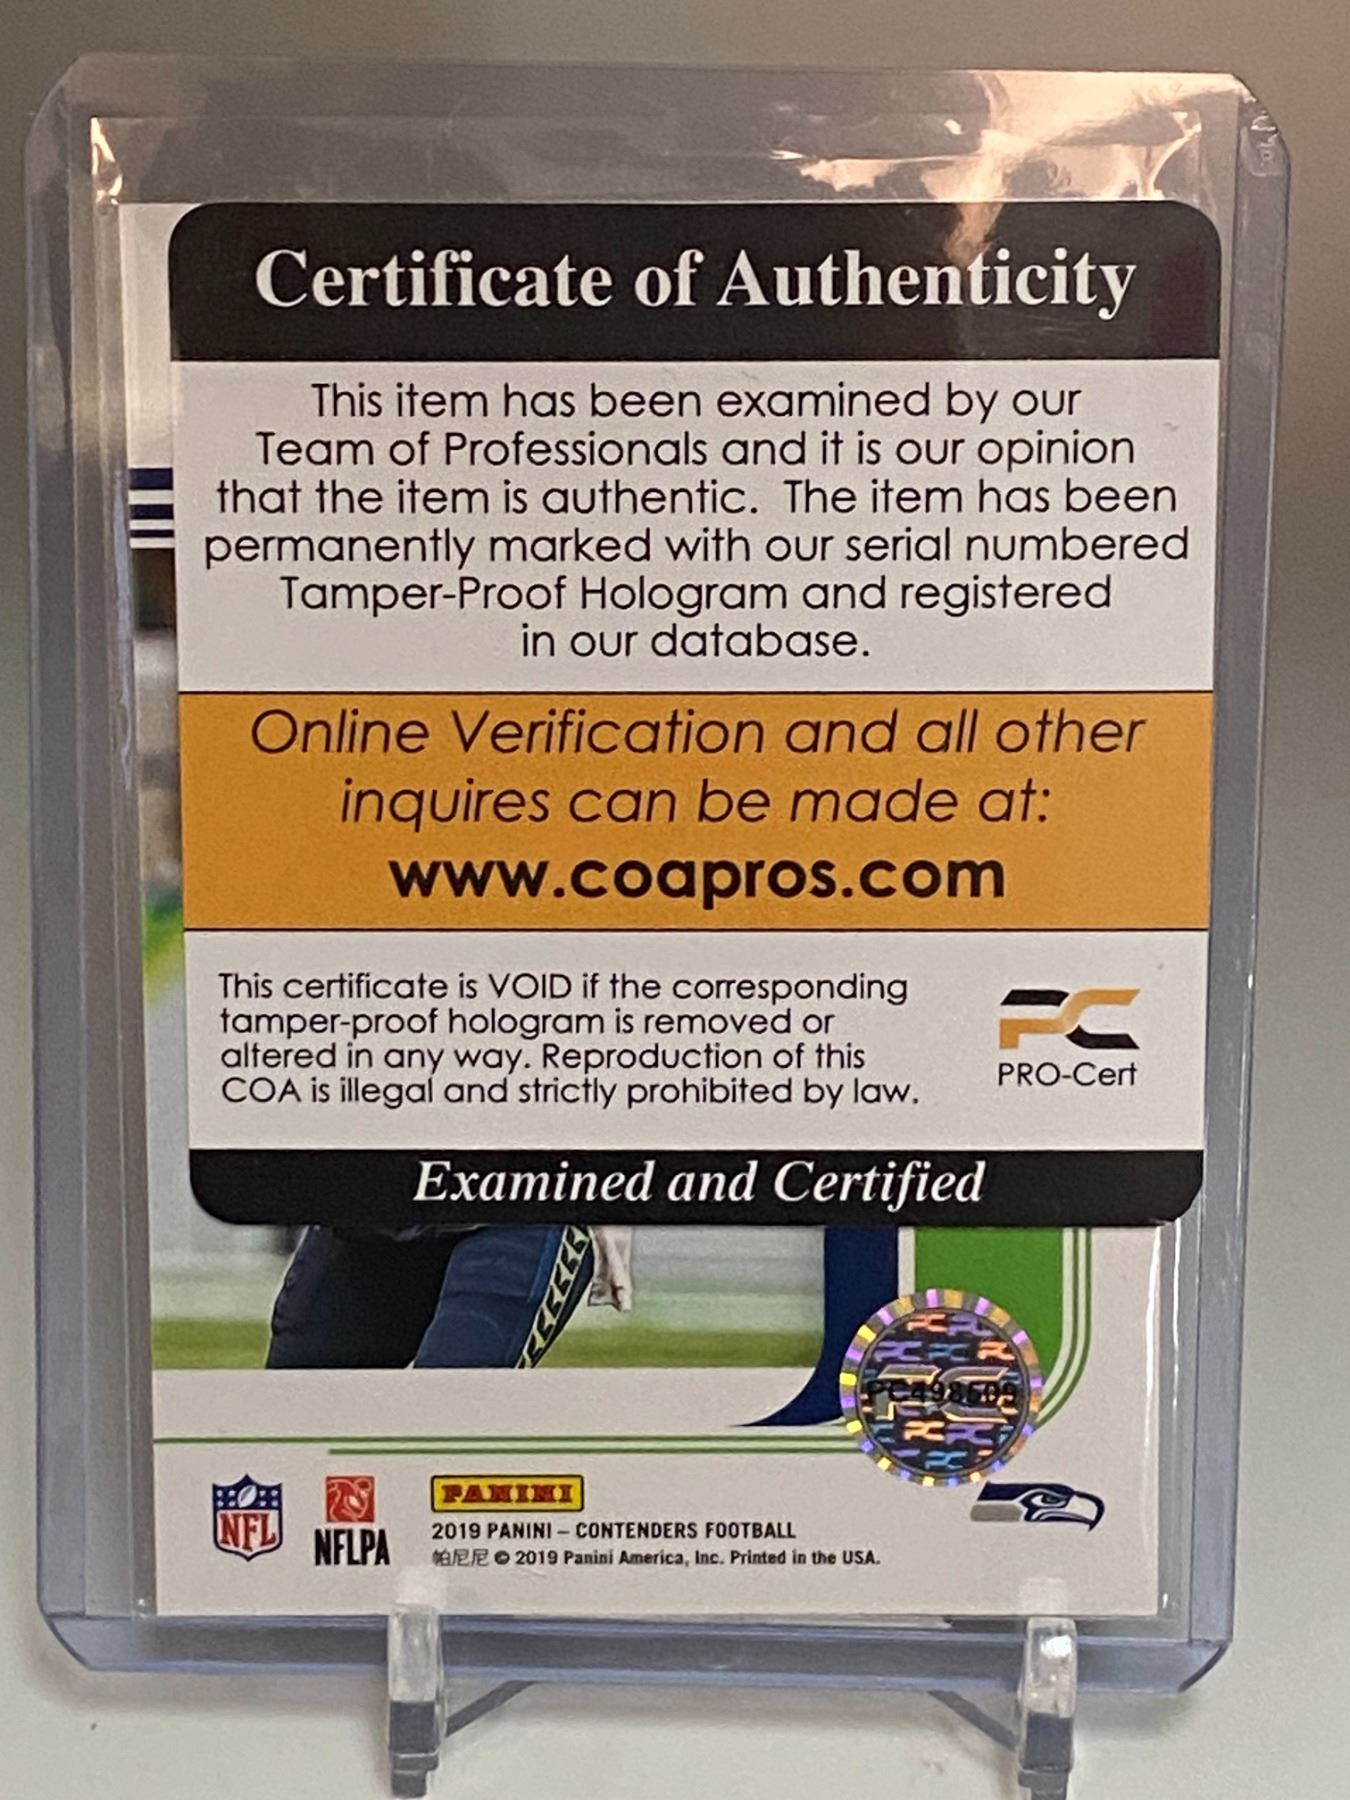 Certificate of Authenticity
This item has been examined by our
Team of Professionals and it is our opinion
that the item is authentic. The item has been
permanently marked with our serial numbered
Tamper-Proof Hologram and registered
in our database.
Online Verification and all other
inquires can be made at:
www.coapros.com
This certificate is VOID if the corresponding
tamper-proof hologram is removed or
altered in any way. Reproduction of this
COA is illegal and strictly prohibited by law.
PC
PRO-Cert
Examined and Certified
PC498509
NFL
NFLPA
PANINI
2019 PANINI – CONTENDERS FOOTBALL
帕尼尼 © 2019 Panini America, Inc. Printed in the USA.